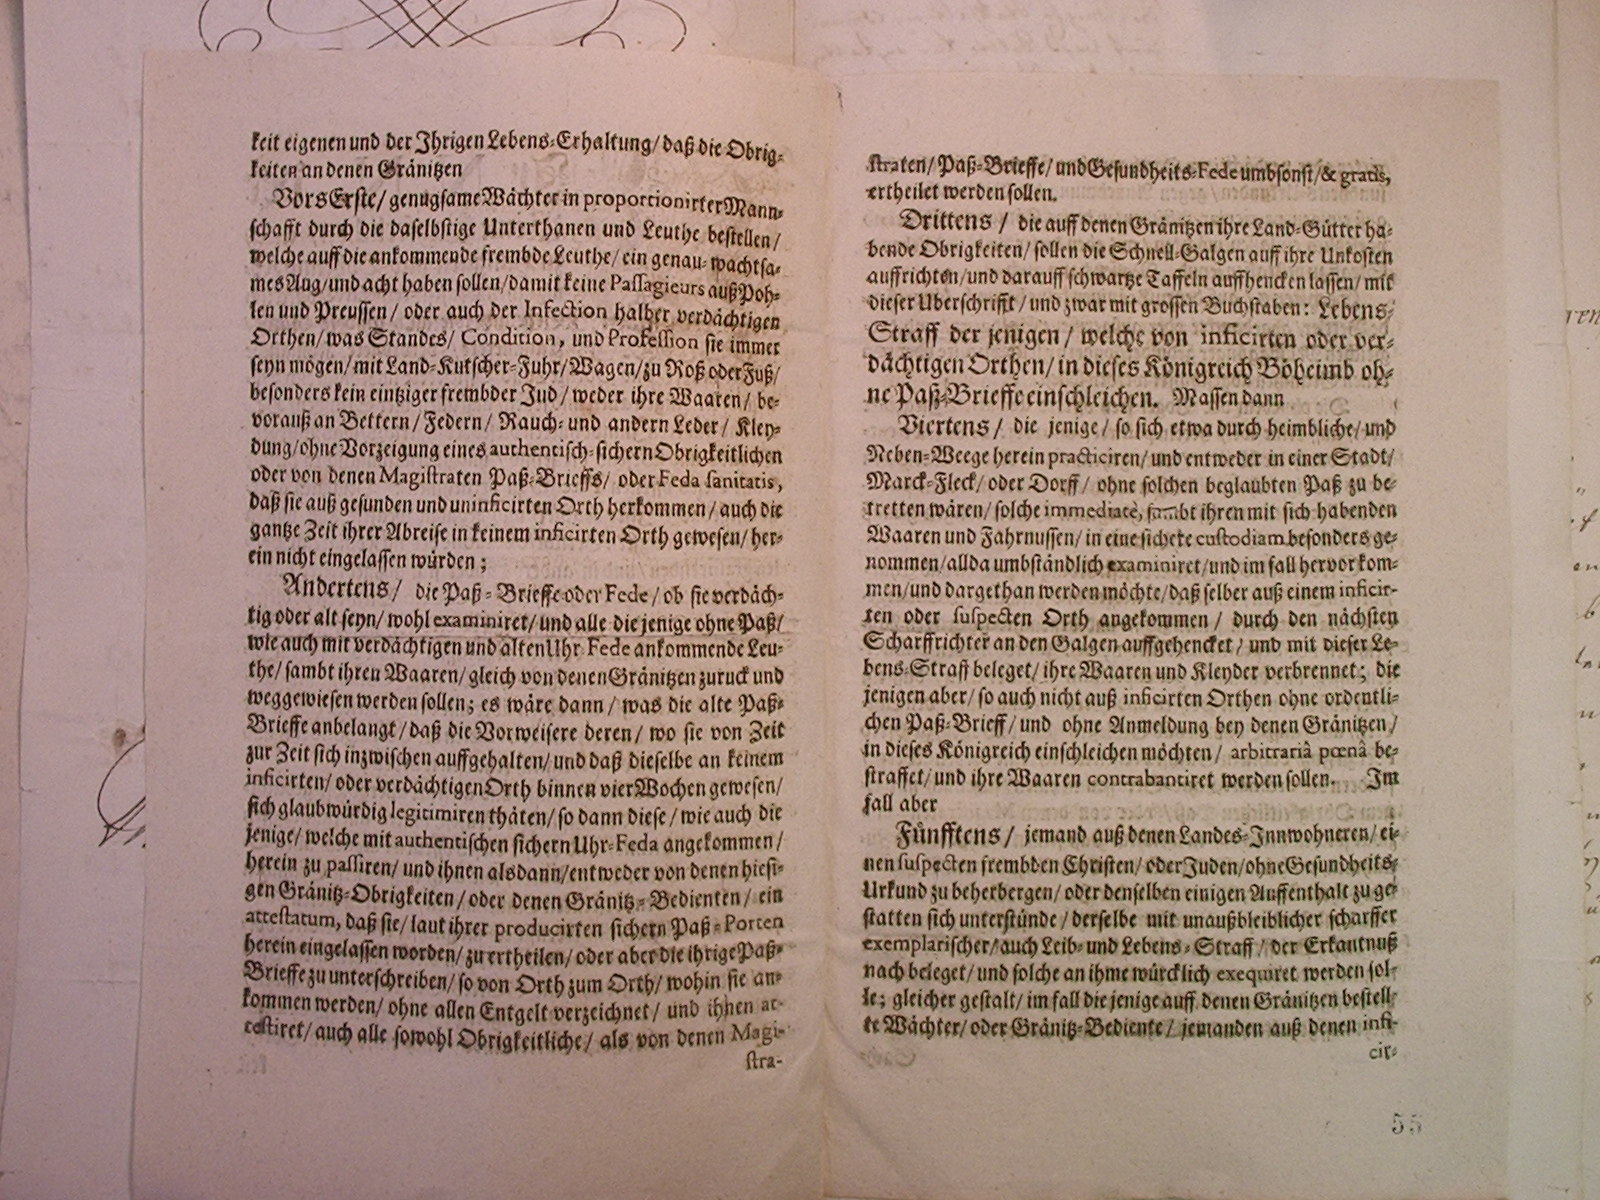 keit eigenen und der Ihrigen Lebens-Erhaltung/ daß die Obrig-
keiten an denen Gränitzen
Vors Erste/ genugsame Wächter in proportionirter Mann-
schafft durch die daselbstige Unterthanen und Leuthe bestellen/
welche auff die ankommende frembde Leuthe/ ein genau-wachtsa-
mes Aug/ und acht haben sollen/ damit keine Passagieurs auß Poh-
len und Preussen/ oder auch der Infection halber verdächtigen
Orthen/ was Standes/ Condition, und Profession sie immer
seyn mögen/ mit Land-Kutscher-Fuhr/ Wagen/ zu Roß oder Fuß/
besonders kein eintziger frembder Jud/ weder ihre Waaren/ be-
vorauß an Bettern/ Federn/ Rauch- und andern Leder/ Kley-
dung/ ohne Vorzeigung eines authentisch-sichern Obrigkeitlichen
oder von denen Magistraten Paß-Brieffs/ oder Feda sanitatis,
daß sie auß gesunden und uninficirten Orth herkommen/ auch die
gantze Zeit ihrer Abreise in keinem inficirten Orth gewesen/ her-
ein nicht eingelassen würden;
Andertens/ die Paß-Brieffe oder Fede/ ob sie verdäch-
tig oder alt seyn/ wohl examiniret/ und alle die jenige ohne Paß/
wie auch mit verdächtigen und alten Uhr Fede ankommende Leu-
the/ sambt ihren Waaren/ gleich von denen Gränitzen zuruck und
weggewiesen werden sollen; es wäre dann/ was die alte Paß-
Brieffe anbelangt/ daß die Vorweisere deren/ wo sie von Zeit
zur Zeit sich inzwischen auffgehalten/ und daß dieselbe an keinem
inficirten/ oder verdächtigen Orth binnen vier Wochen gewesen/
sich glaubwürdig legitimiren thäten/ so dann diese/ wie auch die
jenige/ welche mit authentischen sichern Uhr-Feda angekommen/
herein zu passiren/ und ihnen alsdann/ entweder von denen hiesi-
gen Gränitz-Obrigkeiten/ oder denen Gränitz-Bedienten/ ein
attestatum, daß sie/ laut ihrer producirten sichern Paß-Porten
herein eingelassen worden/ zu ertheilen/ oder aber die ihrige Paß-
Brieffe zu unterschreiben/ so von Orth zum Orth/ wohin sie an-
kommen werden/ ohne allen Entgelt verzeichnet/ und ihnen at-
testiret/ auch alle sowohl Obrigkeitliche/ als von denen Magi-
stra-
straten/ Paß-Brieffe/ und Gesundheits-Fede umbsonst/ & gratis,
ertheilet werden sollen.
Drittens/ die auff denen Gränitzen ihre Land-Gütter ha-
bende Obrigkeiten/ sollen die Schnell-Galgen auff ihre Unkosten
auffrichten/ und darauff schwartze Taffeln auffhencken lassen/ mit
dieser Uberschrifft/ und zwar mit grossen Buchstaben: Lebens-
Straff der jenigen/ welche von inficirten oder ver-
dächtigen Orthen/ in dieses Königreich Böheimb oh-
ne Paß-Brieffe einschleichen. Massen dann
Viertens/ die jenige/ so sich etwa durch heimbliche/ und
Neben-Weege herein practiciren/ und entweder in einer Stadt/
Marck-Fleck/ oder Dorff/ ohne solchen beglaubten Paß zu be-
tretten wären/ solche immediatè, sambt ihren mit sich habenden
Waaren und Fahrnussen/ in eine sichere custodiam besonders ge-
nommen/ allda umbständlich examiniret/ und im fall hervor kom-
men/ und dargethan werden möchte/ daß selber auß einem inficir-
ten oder suspecten Orth angekommen/ durch den nächsten
Scharffrichter an den Galgen auffgehencket/ und mit dieser Le-
bens-Straff beleget/ ihre Waaren und Kleyder verbrennet; die
jenigen aber/ so auch nicht auß inficirten Orthen ohne ordentli-
chen Paß-Brieff/ und ohne Anmeldung bey denen Gränitzen/
in dieses Königreich einschleichen möchten/ arbitrariâ pœnâ be-
straffet/ und ihre Waaren contrabantiret werden sollen. Im
fall aber
Fünfftens/ jemand auß denen Landes-Innwohneren/ ei-
nen suspecten frembden Christen/ oder Juden/ ohne Gesundheits-
Urkund zu beherbergen/ oder denselben einigen Auffenthalt zu ge-
statten sich unterstünde/ derselbe mit unaußbleiblicher scharffer
exemplarischer/ auch Leib- und Lebens-Straff/ der Erkantnuß
nach beleget/ und solche an ihme würcklich exequiret werden sol-
le; gleicher gestalt/ im fall die jenige auff denen Gränitzen bestell-
te Wächter/ oder Gränitz-Bediente/ jemanden auß denen infi-
cir-
55